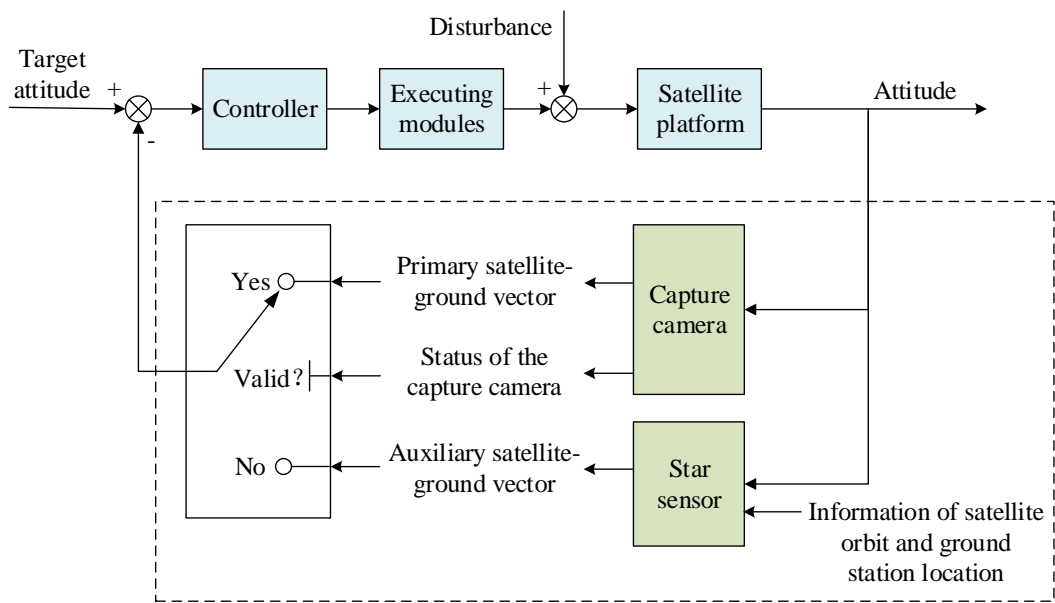 Disturbance
Target
attitude
+
-
Controller
Executing
modules
+
Satellite
platform
Attitude
Yes
Primary satellite-
ground vector
Capture
camera
Valid?
Status of the
capture camera
No
Auxiliary satellite-
ground vector
Star
sensor
Information of satellite
orbit and ground
station location